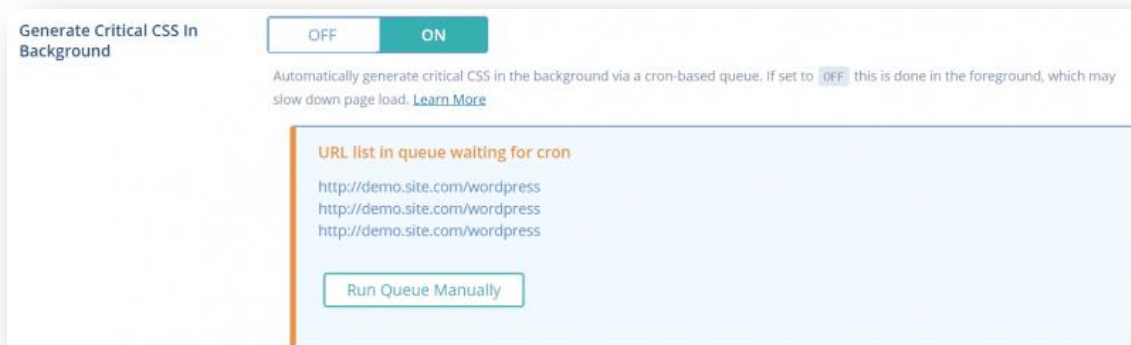 Generate Critical CSS In
Background
OFF ON
Automatically generate critical CSS in the background via a cron-based queue. If set to OFF this is done in the foreground, which may
slow down page load. Learn More
URL list in queue waiting for cron
http://demo.site.com/wordpress
http://demo.site.com/wordpress
http://demo.site.com/wordpress
Run Queue Manually